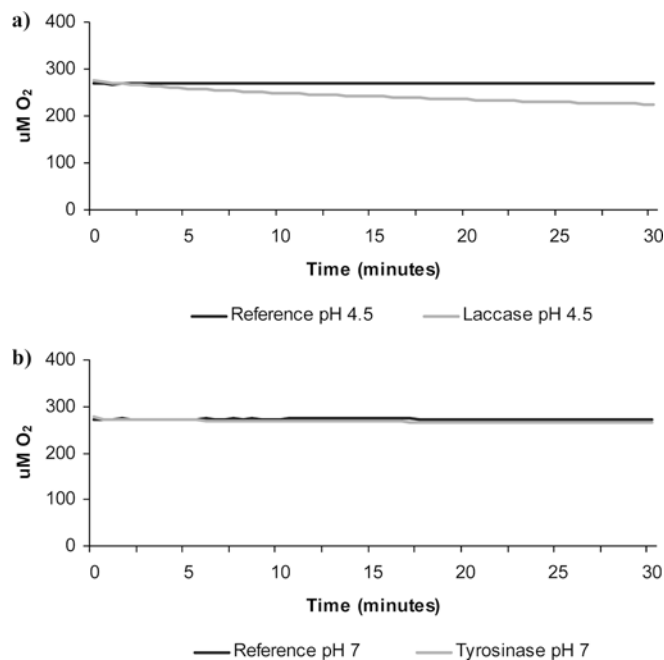 a)
400
300
200
100
0
uM O₂
0 5 10 15 20 25 30
Time (minutes)
Reference pH 4.5 Laccase pH 4.5
b)
400
300
200
100
0
uM O₂
0 5 10 15 20 25 30
Time (minutes)
Reference pH 7 Tyrosinase pH 7